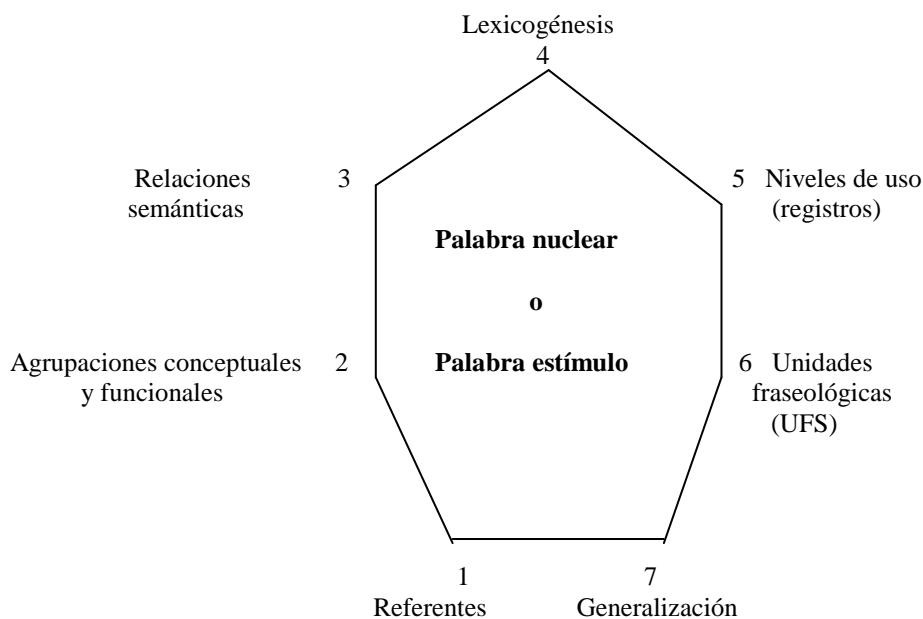 Lexicogénesis
4
Relaciones
semánticas
3
5 Niveles de uso
(registros)
Palabra nuclear
o
Palabra estímulo
Agrupaciones conceptuales
y funcionales
2
6 Unidades
fraseológicas
(UFS)
1
Referentes
7
Generalización